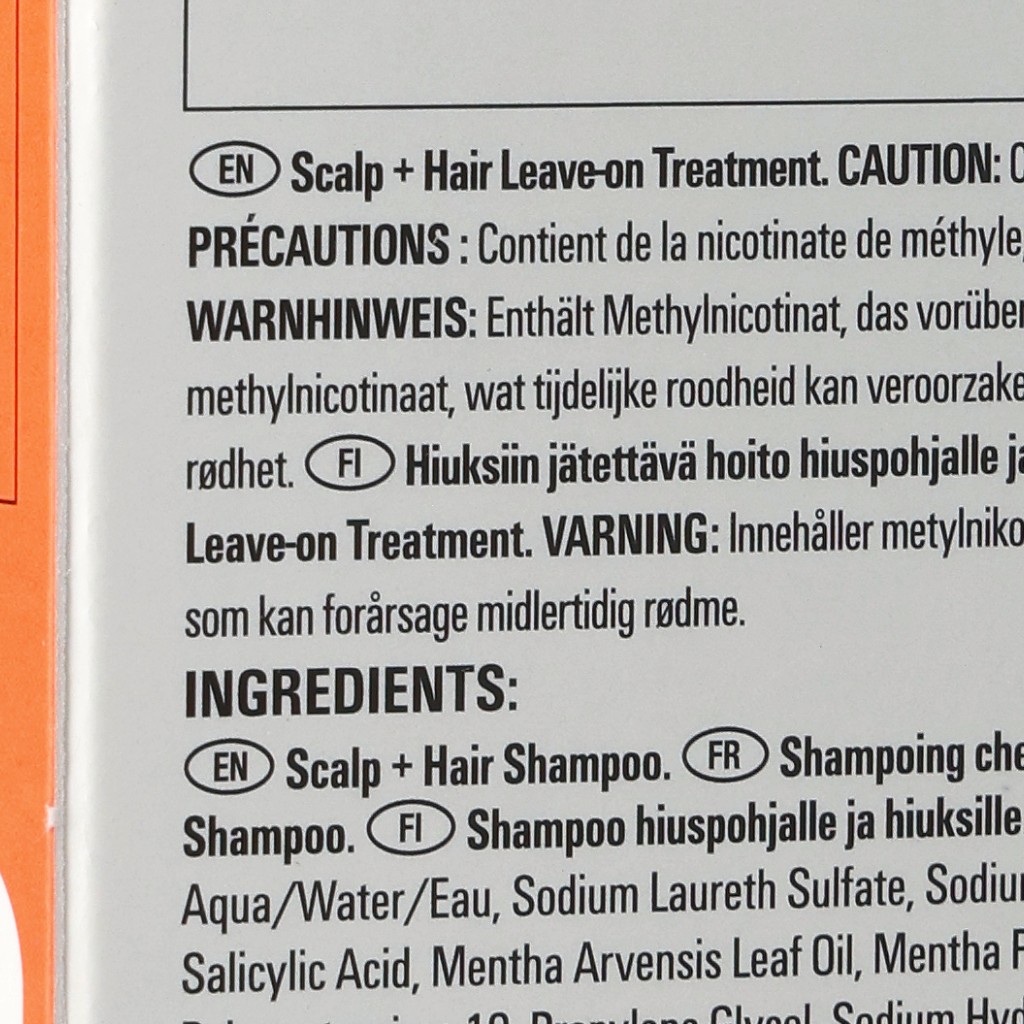 EN Scalp + Hair Leave-on Treatment. CAUTION:
PRÉCAUTIONS : Contient de la nicotinate de méthyle,
WARNHINWEIS: Enthält Methylnicotinat, das
methylnicotinaat, wat tijdelijke roodheid kan
rødhet. FI Hiuksiin jätettävä hoito hiuspohjalle
Leave-on Treatment. VARNING: Innehåller
som kan forårsage midlertidig rødme.
INGREDIENTS:
EN Scalp + Hair Shampoo. FR Shampoing
Shampoo. FI Shampoo hiuspohjalle ja hiuksille
Aqua/Water/Eau, Sodium Laureth Sulfate,
Salicylic Acid, Mentha Arvensis Leaf Oil, Mentha
Glycol, Sodium